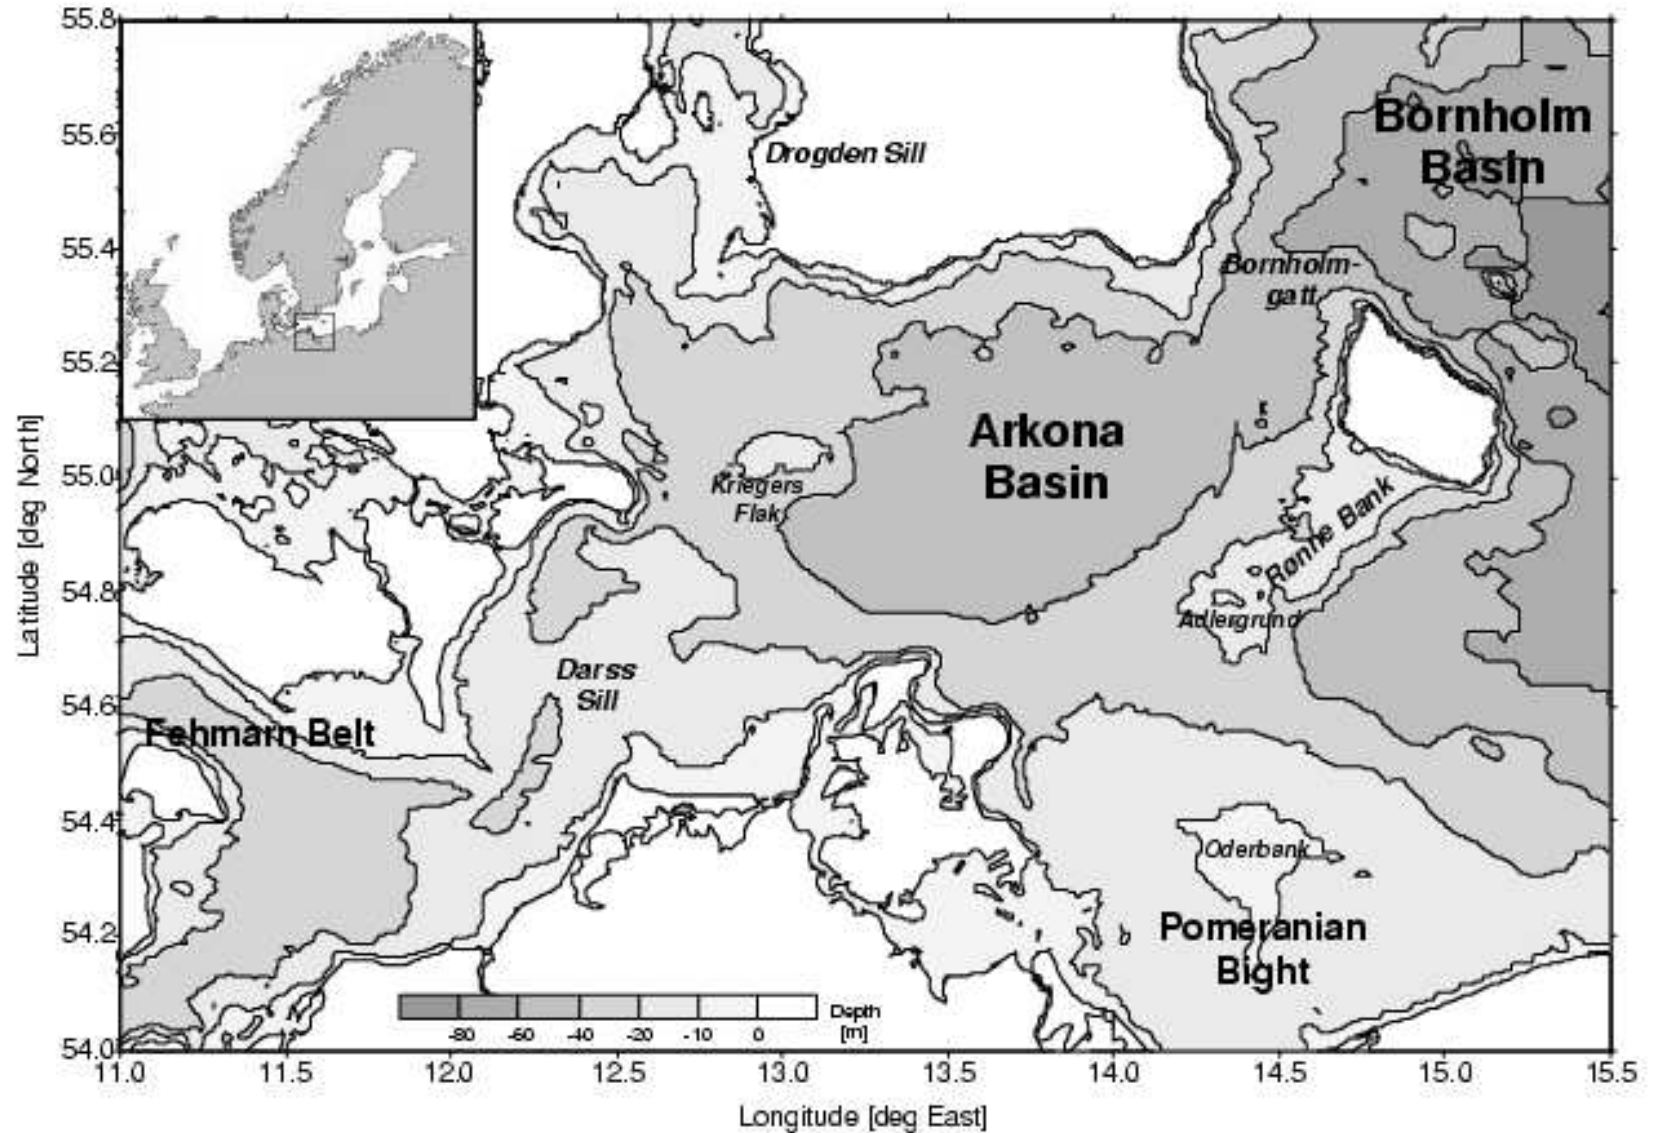 55.8
55.6
55.4
55.2
55.0
54.8
54.6
54.4
54.2
54.0
Latitude [deg North]
Drogden Sill
Bornholm
Basin
Bornholm-
gatt
Arkona
Basin
Kriegers
Flak
Rønne Bank
Adlergrund
Darss
Sill
Fehmarn Belt
Oderbank
Pomeranian
Bight
-80 -60 -40 -20 -10 0
Depth
[m]
11.0 11.5 12.0 12.5 13.0 13.5 14.0 14.5 15.0 15.5
Longitude [deg East]